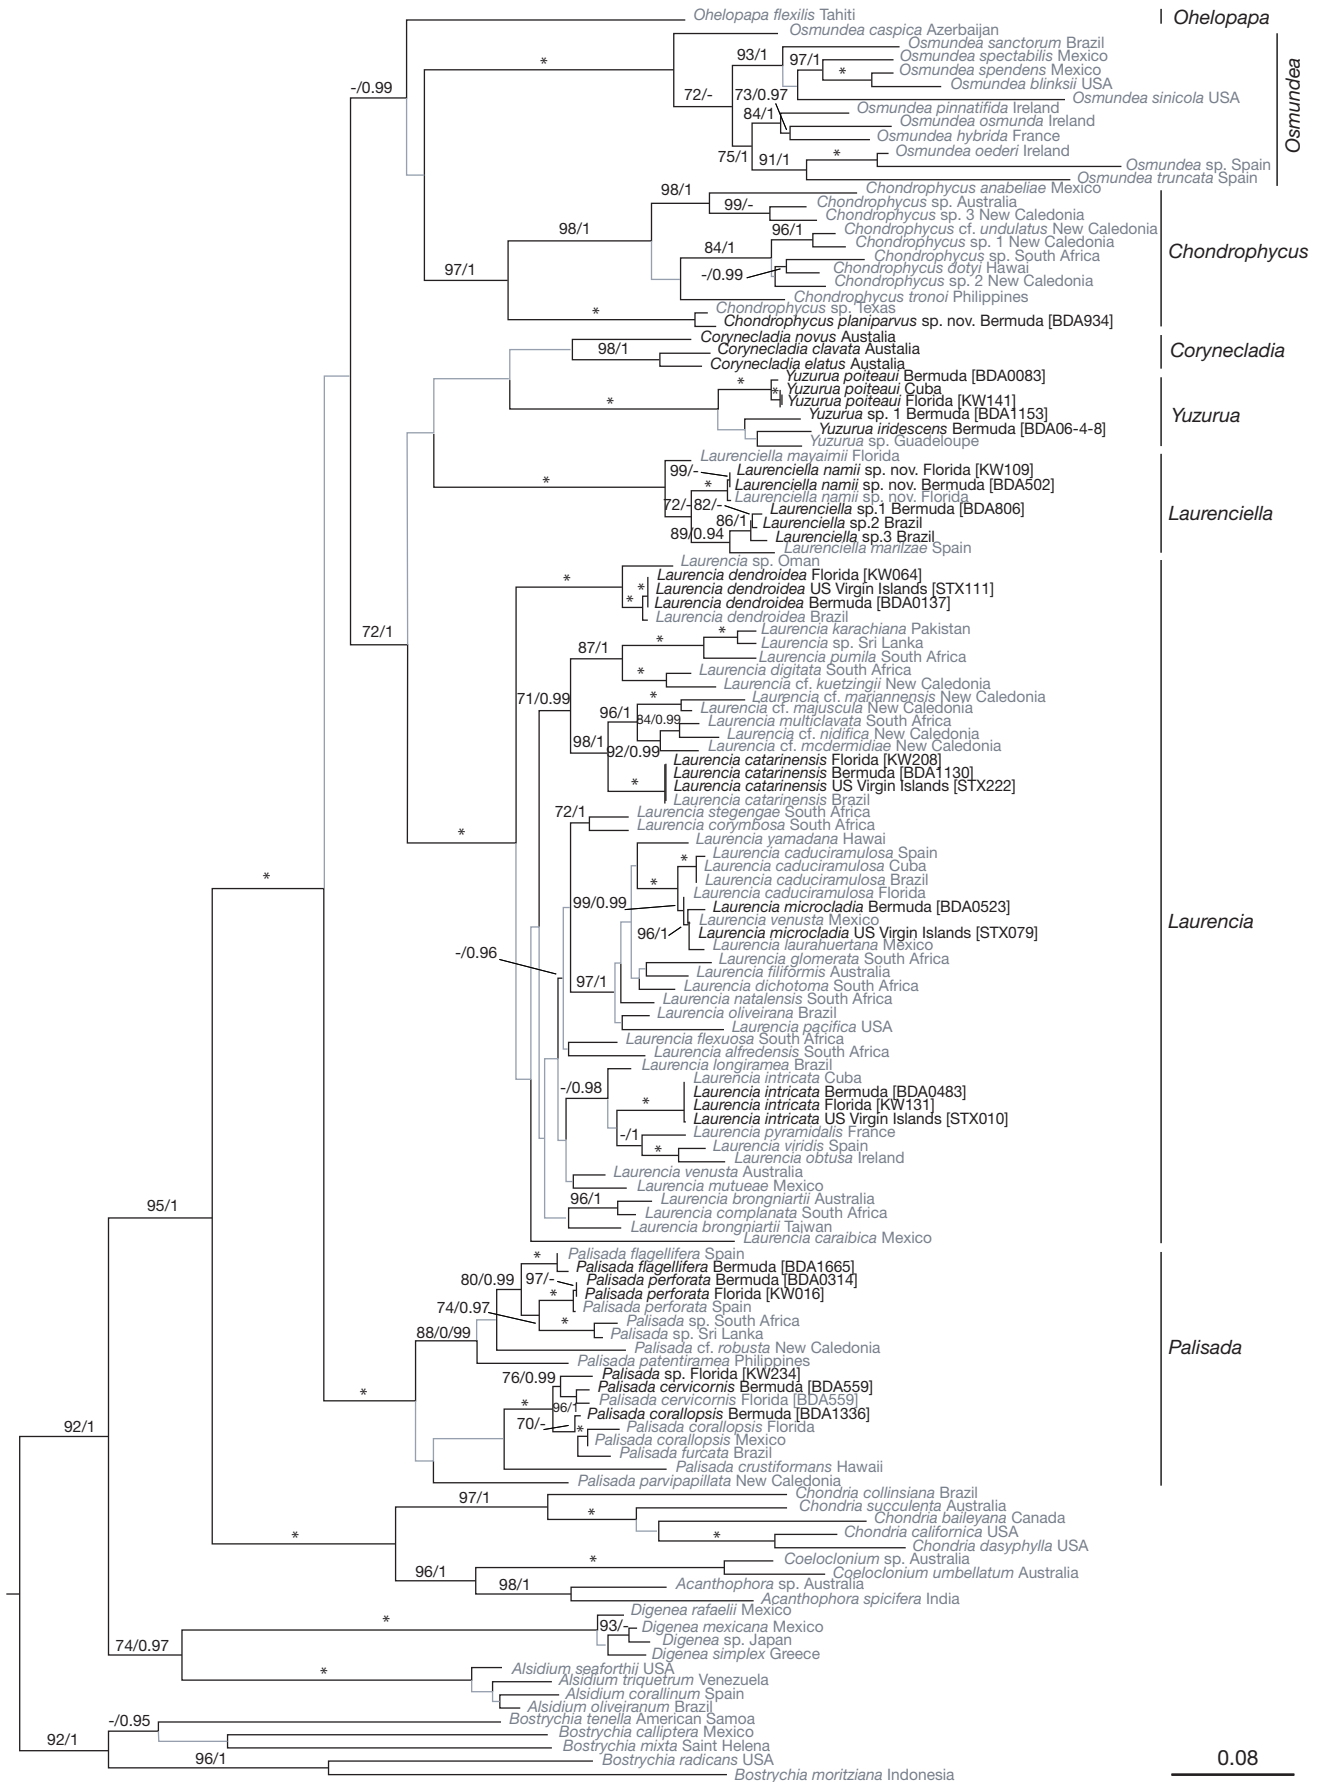 Ohelopapa flexilis Tahiti
Ohelopapa
Osmundea caspica Azerbaijan
Osmundea sanctorum Brazil
93/1
97/1
Osmundea spectabilis Mexico
*
*
Osmundea spendens Mexico
Osmundea blinksii USA
-/0.99
72/-
73/0.97
Osmundea sinicola USA
Osmundea
84/1
Osmundea pinnatifida Ireland
Osmundea osmunda Ireland
Osmundea hybrida France
75/1
91/1
*
Osmundea oederi Ireland
Osmundea sp. Spain
Osmundea truncata Spain
98/1
Chondrophycus anabeliae Mexico
99/-
Chondrophycus sp. Australia
Chondrophycus sp. 3 New Caledonia
98/1
96/1
Chondrophycus cf. undulatus New Caledonia
Chondrophycus sp. 1 New Caledonia
84/1
Chondrophycus sp. South Africa
Chondrophycus
97/1
-/0.99
Chondrophycus dotyi Hawai
Chondrophycus sp. 2 New Caledonia
Chondrophycus tronoi Philippines
*
Chondrophycus sp. Texas
Chondrophycus planiparvus sp. nov. Bermuda [BDA934]
Corynecladia novus Austalia
98/1
Corynecladia clavata Austalia
Corynecladia
Corynecladia elatus Austalia
*
*
Yuzurua poiteaui Bermuda [BDA0083]
Yuzurua poiteaui Cuba
*
Yuzurua poiteaui Florida [KW141]
Yuzurua sp. 1 Bermuda [BDA1153]
Yuzurua
Yuzurua iridescens Bermuda [BDA06-4-8]
Yuzurua sp. Guadeloupe
Laurenciella mayaimii Florida
99/-
Laurenciella namii sp. nov. Florida [KW109]
*
*
Laurenciella namii sp. nov. Bermuda [BDA502]
Laurenciella namii sp. nov. Florida
72/-
82/-
Laurenciella sp.1 Bermuda [BDA806]
Laurenciella
86/1
Laurenciella sp.2 Brazil
89/0.94
Laurenciella sp.3 Brazil
Laurenciella marilzae Spain
Laurencia sp. Oman
*
*
Laurencia dendroidea Florida [KW064]
Laurencia dendroidea US Virgin Islands [STX111]
*
Laurencia dendroidea Bermuda [BDA0137]
Laurencia dendroidea Brazil
72/1
*
Laurencia karachiana Pakistan
87/1
*
Laurencia sp. Sri Lanka
Laurencia pumila South Africa
*
Laurencia digitata South Africa
Laurencia cf. kuetzingii New Caledonia
71/0.99
*
Laurencia cf. mariannensis New Caledonia
Laurencia cf. majuscula New Caledonia
96/1
84/0.99
Laurencia multiclavata South Africa
Laurencia cf. nidifica New Caledonia
98/1
92/0.99
Laurencia cf. mcdermidiae New Caledonia
Laurencia catarinensis Florida [KW208]
Laurencia catarinensis Bermuda [BDA1130]
*
Laurencia catarinensis US Virgin Islands [STX222]
Laurencia catarinensis Brazil
72/1
Laurencia stegengae South Africa
Laurencia corymbosa South Africa
*
Laurencia yamadana Hawai
*
Laurencia caduciramulosa Spain
Laurencia caduciramulosa Cuba
*
*
Laurencia caduciramulosa Brazil
Laurencia caduciramulosa Florida
99/0.99
Laurencia microcladia Bermuda [BDA0523]
Laurencia venusta Mexico
Laurencia
96/1
Laurencia microcladia US Virgin Islands [STX079]
Laurencia laurahuertana Mexico
-/0.96
Laurencia glomerata South Africa
Laurencia filiformis Australia
97/1
Laurencia dichotoma South Africa
Laurencia natalensis South Africa
Laurencia oliveirana Brazil
Laurencia pacifica USA
Laurencia flexuosa South Africa
Laurencia alfredensis South Africa
Laurencia longiramea Brazil
Laurencia intricata Cuba
-/0.98
Laurencia intricata Bermuda [BDA0483]
*
Laurencia intricata Florida [KW131]
Laurencia intricata US Virgin Islands [STX010]
-/1
Laurencia pyramidalis France
*
Laurencia viridis Spain
Laurencia obtusa Ireland
Laurencia venusta Australia
Laurencia mutueae Mexico
96/1
Laurencia brongniartii Australia
95/1
Laurencia complanata South Africa
Laurencia brongniartii Taiwan
Laurencia caraibica Mexico
*
Palisada flagellifera Spain
Palisada flagellifera Bermuda [BDA1665]
80/0.99
97/-
Palisada perforata Bermuda [BDA0314]
*
Palisada perforata Florida [KW016]
74/0.97
Palisada perforata Spain
*
Palisada sp. South Africa
88/0/99
Palisada sp. Sri Lanka
Palisada cf. robusta New Caledonia
Palisada
Palisada patentiramea Philippines
76/0.99
Palisada sp. Florida [KW234]
*
Palisada cervicornis Bermuda [BDA559]
*
96/1
Palisada cervicornis Florida [BDA559]
Palisada corallopsis Bermuda [BDA1336]
70/-
*
Palisada corallopsis Florida
92/1
Palisada corallopsis Mexico
Palisada furcata Brazil
Palisada crustiformans Hawaii
Palisada parvipapillata New Caledonia
97/1
Chondria collinsiana Brazil
*
Chondria succulenta Australia
Chondria baileyana Canada
*
*
Chondria californica USA
Chondria dasyphylla USA
*
Coeloclonium sp. Australia
96/1
Coeloclonium umbellatum Australia
98/1
Acanthophora sp. Australia
Acanthophora spicifera India
*
Digenea rafaelii Mexico
93/-
Digenea mexicana Mexico
74/0.97
Digenea sp. Japan
Digenea simplex Greece
*
Alsidium seaforthii USA
Alsidium triquetrum Venezuela
Alsidium corallinum Spain
Alsidium oliveiranum Brazil
-/0.95
Bostrychia tenella American Samoa
92/1
Bostrychia calliptera Mexico
Bostrychia mixta Saint Helena
96/1
Bostrychia radicans USA
0.08
Bostrychia moritziana Indonesia